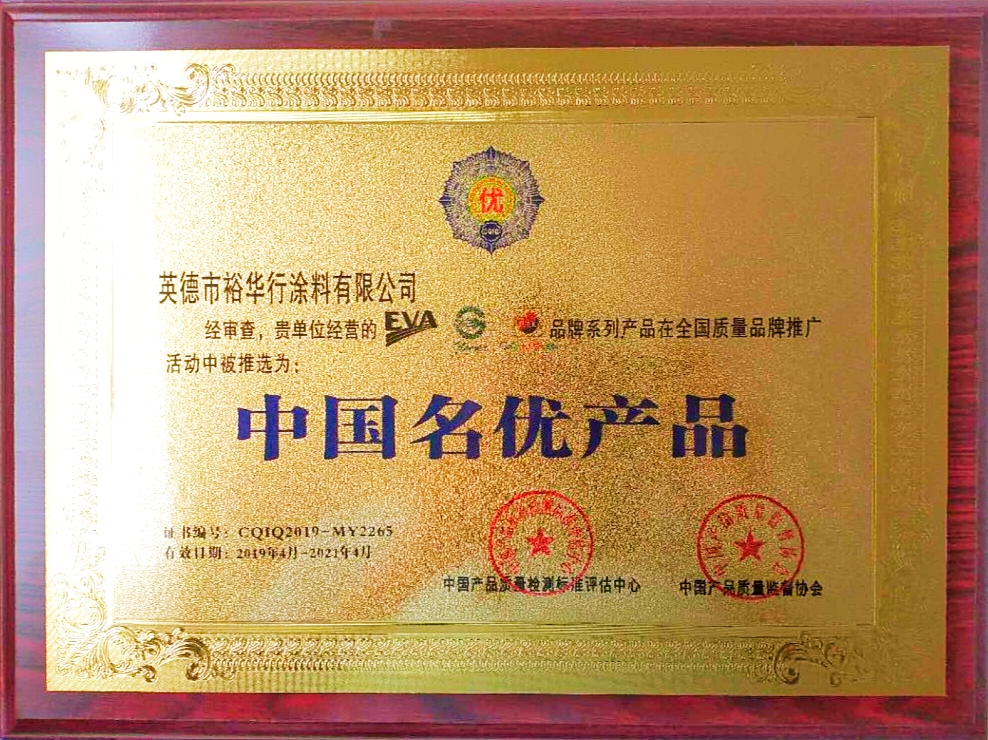 优
CQIQ
英德市裕华行涂料有限公司
经审查，贵单位经营的 EVA 品牌系列产品在全国质量品牌推广
活动中被推选为：
中国名优产品
证书编号：CQIQ2019-MY2265
有效日期：2019年4月-2021年4月
中国产品质量检测标准评估中心
中国产品质量监督协会